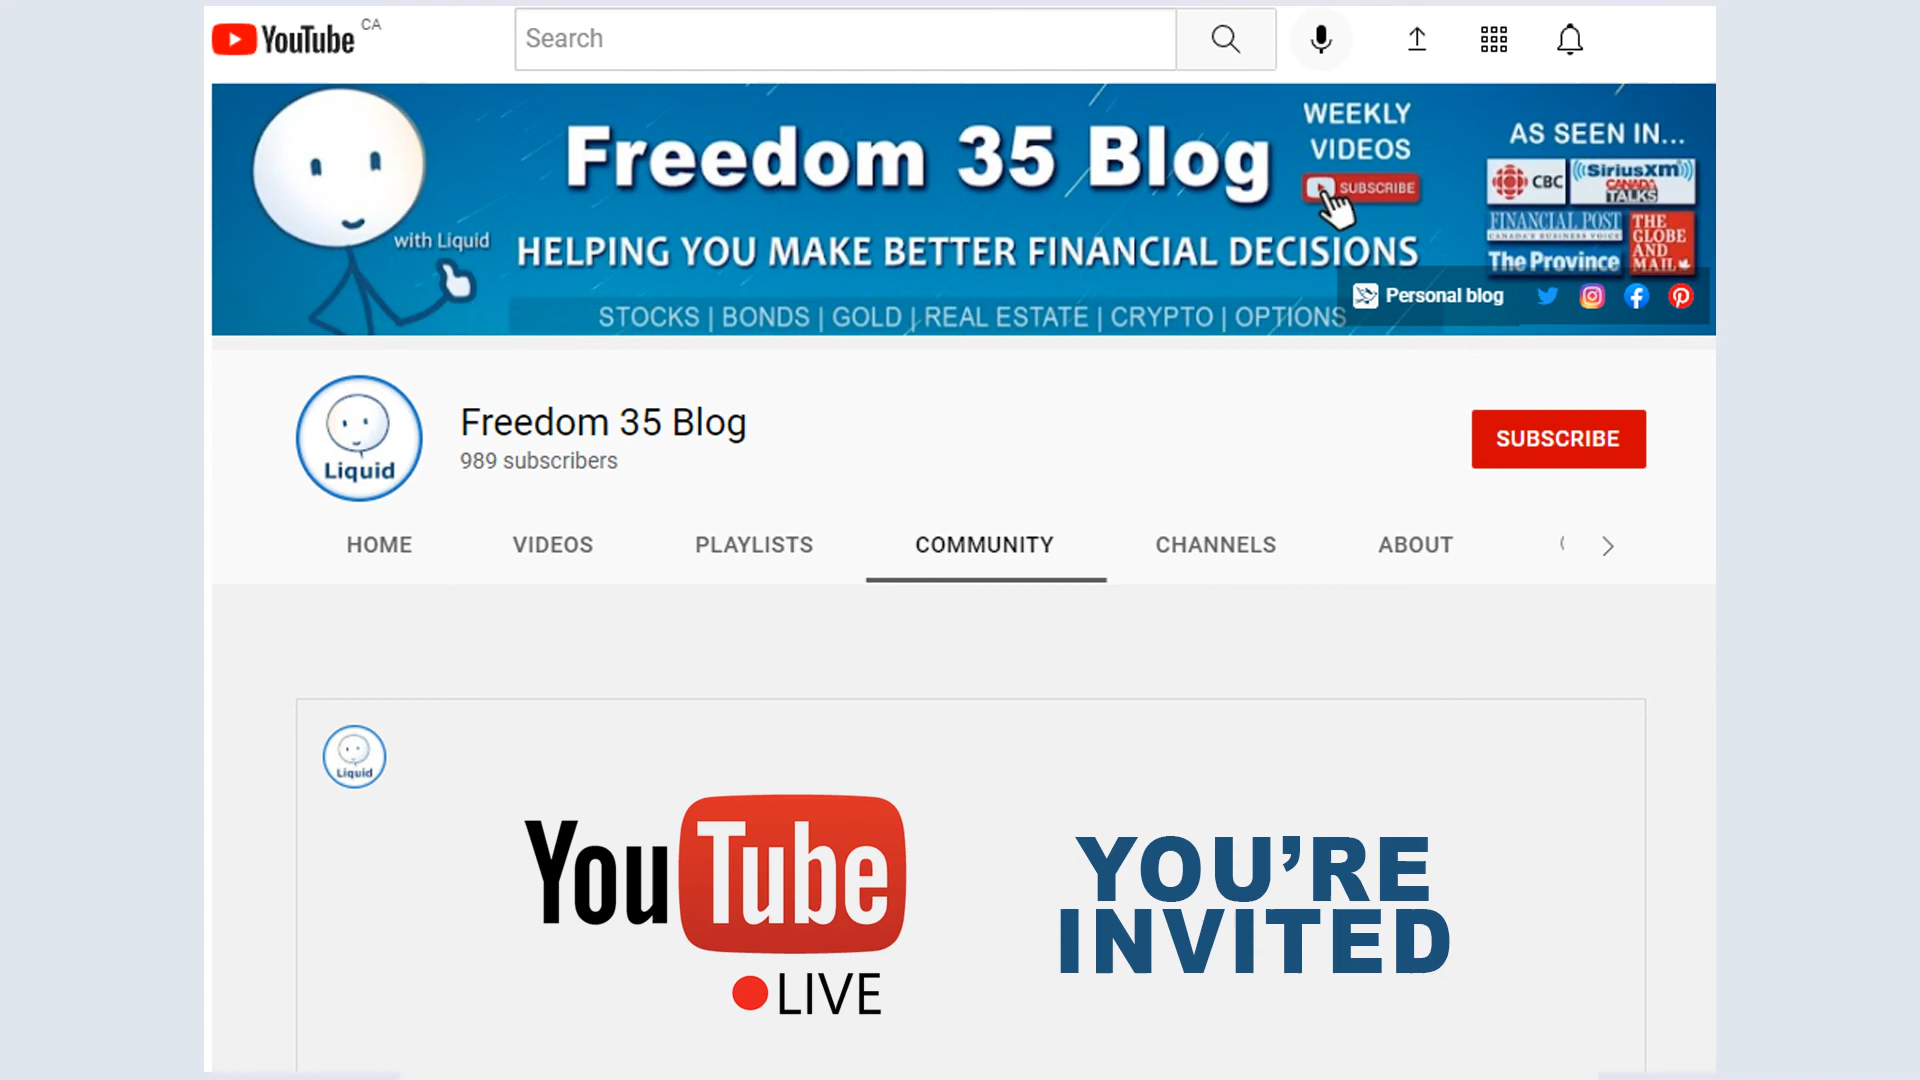 YouTube CA
Search
Freedom 35 Blog
WEEKLY
VIDEOS
SUBSCRIBE
AS SEEN IN...
CBC
SiriusXm
CANADA
TALKS
FINANCIAL POST
CANADA'S BUSINESS VOICE
THE
GLOBE
AND
MAIL
The Province
with Liquid
HELPING YOU MAKE BETTER FINANCIAL DECISIONS
Personal blog
STOCKS | BONDS | GOLD | REAL ESTATE | CRYPTO | OPTIONS
Liquid
Freedom 35 Blog
989 subscribers
SUBSCRIBE
HOME VIDEOS PLAYLISTS COMMUNITY CHANNELS ABOUT
Liquid
YouTube
LIVE
YOU’RE
INVITED